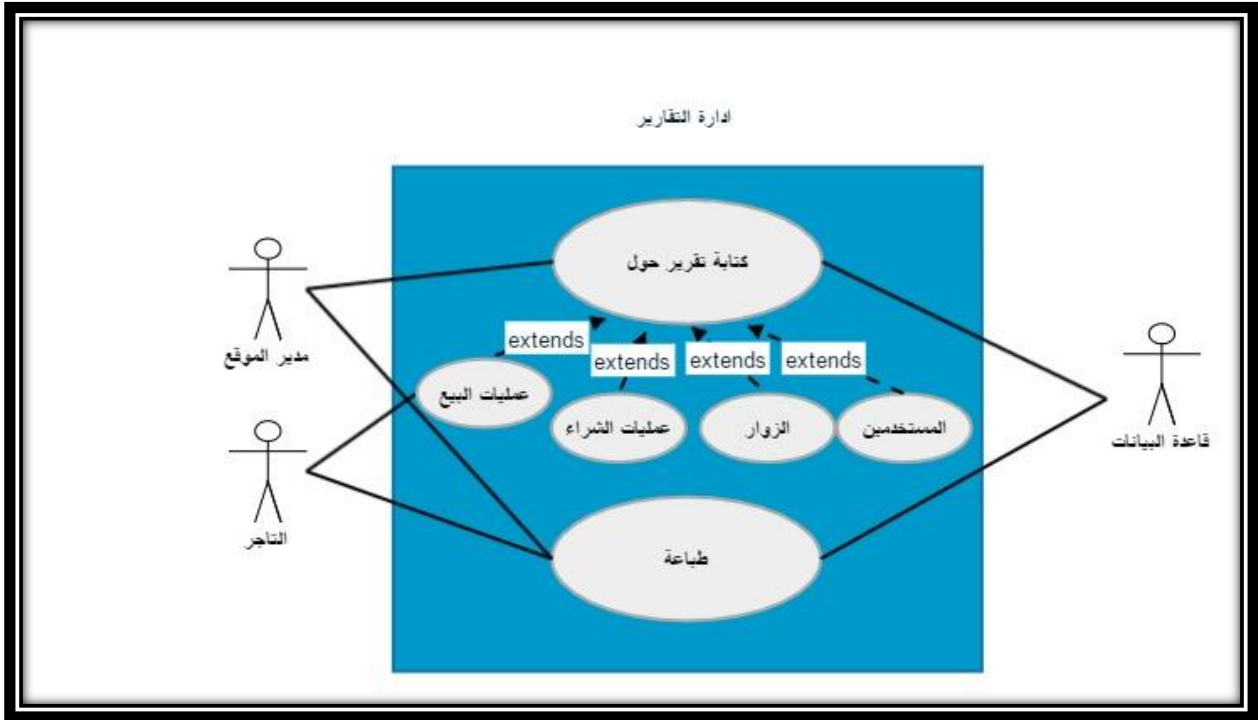 ادارة التقارير
كتابة تقرير حول
مدير الموقع
extends
extends
extends
extends
عمليات البيع
عمليات الشراء
الزوار
المستخدمين
قاعدة البيانات
التاجر
طباعة